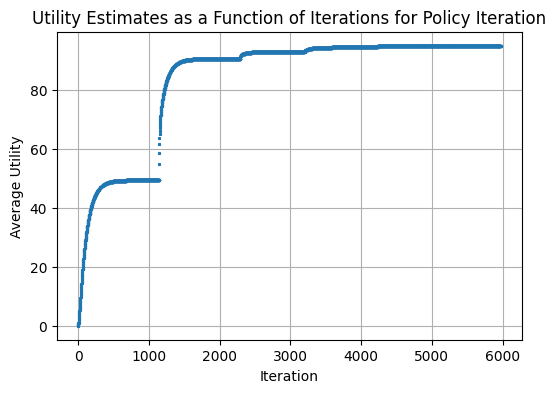 Utility Estimates as a Function of Iterations for Policy Iteration
Average Utility
80
60
40
20
0
0 1000 2000 3000 4000 5000 6000
Iteration